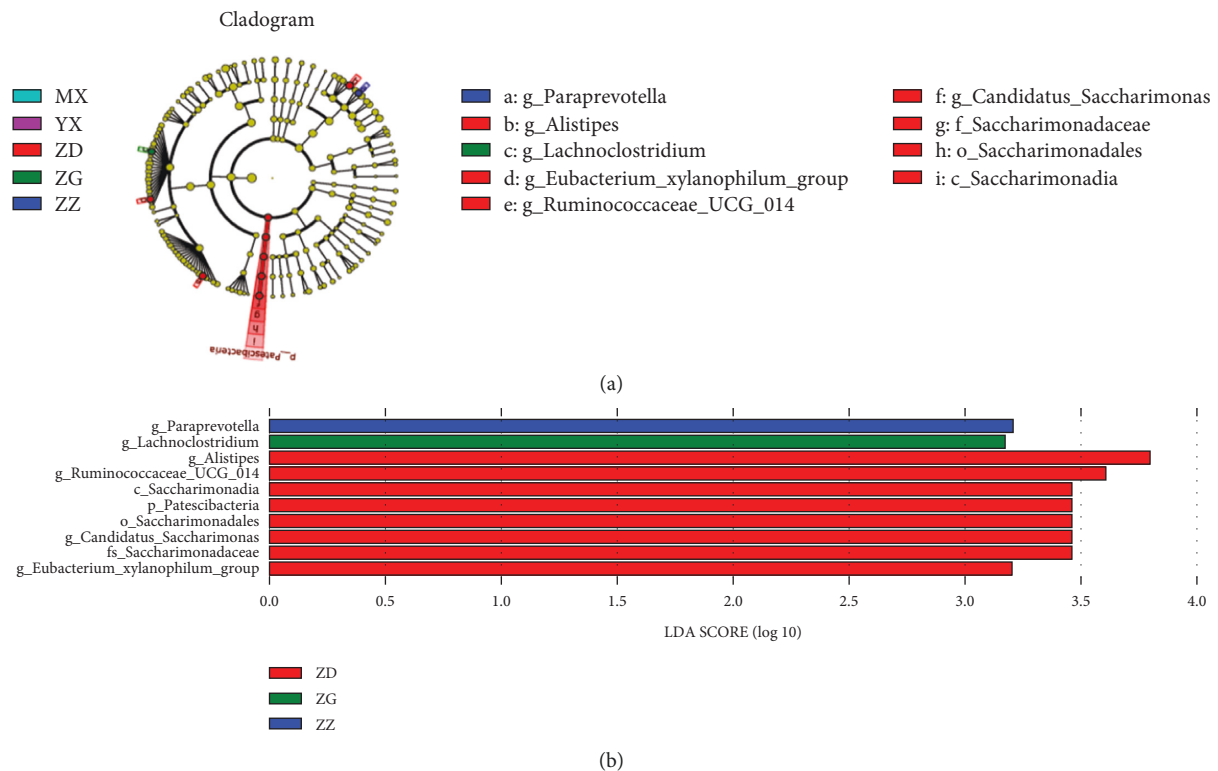 Cladogram
MX
YX
ZD
ZG
ZZ
a: g_Paraprevotella
b: g_Alistipes
c: g_Lachnoclostridium
d: g_Eubacterium_xylanophilum_group
e: g_Ruminococcaceae_UCG_014
f: g_Candidatus_Saccharimonas
g: f_Saccharimonadaceae
h: o_Saccharimonadales
i: c_Saccharimonadia
g
h
i
p__Patescibacteria
(a)
g_Paraprevotella
g_Lachnoclostridium
g_Alistipes
g_Ruminococcaceae_UCG_014
c_Saccharimonadia
p_Patescibacteria
o_Saccharimonadales
g_Candidatus_Saccharimonas
fs_Saccharimonadaceae
g_Eubacterium_xylanophilum_group
0.0 0.5 1.0 1.5 2.0 2.5 3.0 3.5 4.0
LDA SCORE (log 10)
ZD
ZG
ZZ
(b)